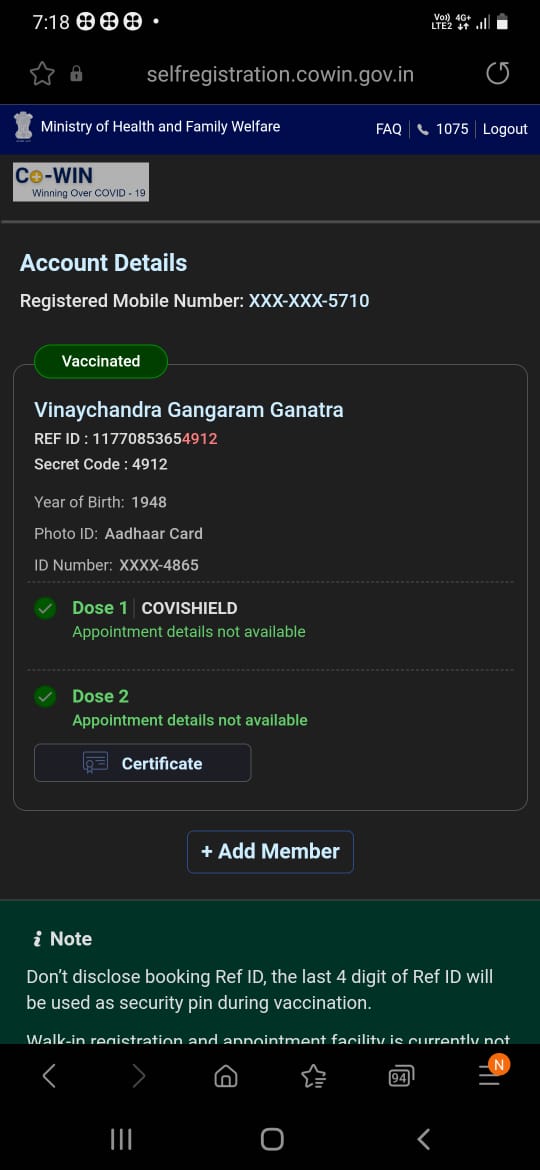 7:18
Vo)) 4G+
LTE2
selfregistration.cowin.gov.in
Ministry of Health and Family Welfare
FAQ
1075
Logout
Co-WIN
Winning Over COVID - 19
Account Details
Registered Mobile Number: XXX-XXX-5710
Vaccinated
Vinaychandra Gangaram Ganatra
REF ID : 11770853654912
Secret Code : 4912
Year of Birth: 1948
Photo ID: Aadhaar Card
ID Number: XXXX-4865
Dose 1 | COVISHIELD
Appointment details not available
Dose 2
Appointment details not available
Certificate
+ Add Member
Note
Don't disclose booking Ref ID, the last 4 digit of Ref ID will
be used as security pin during vaccination.
Walk-in registration and appointment facility is currently not
94
N